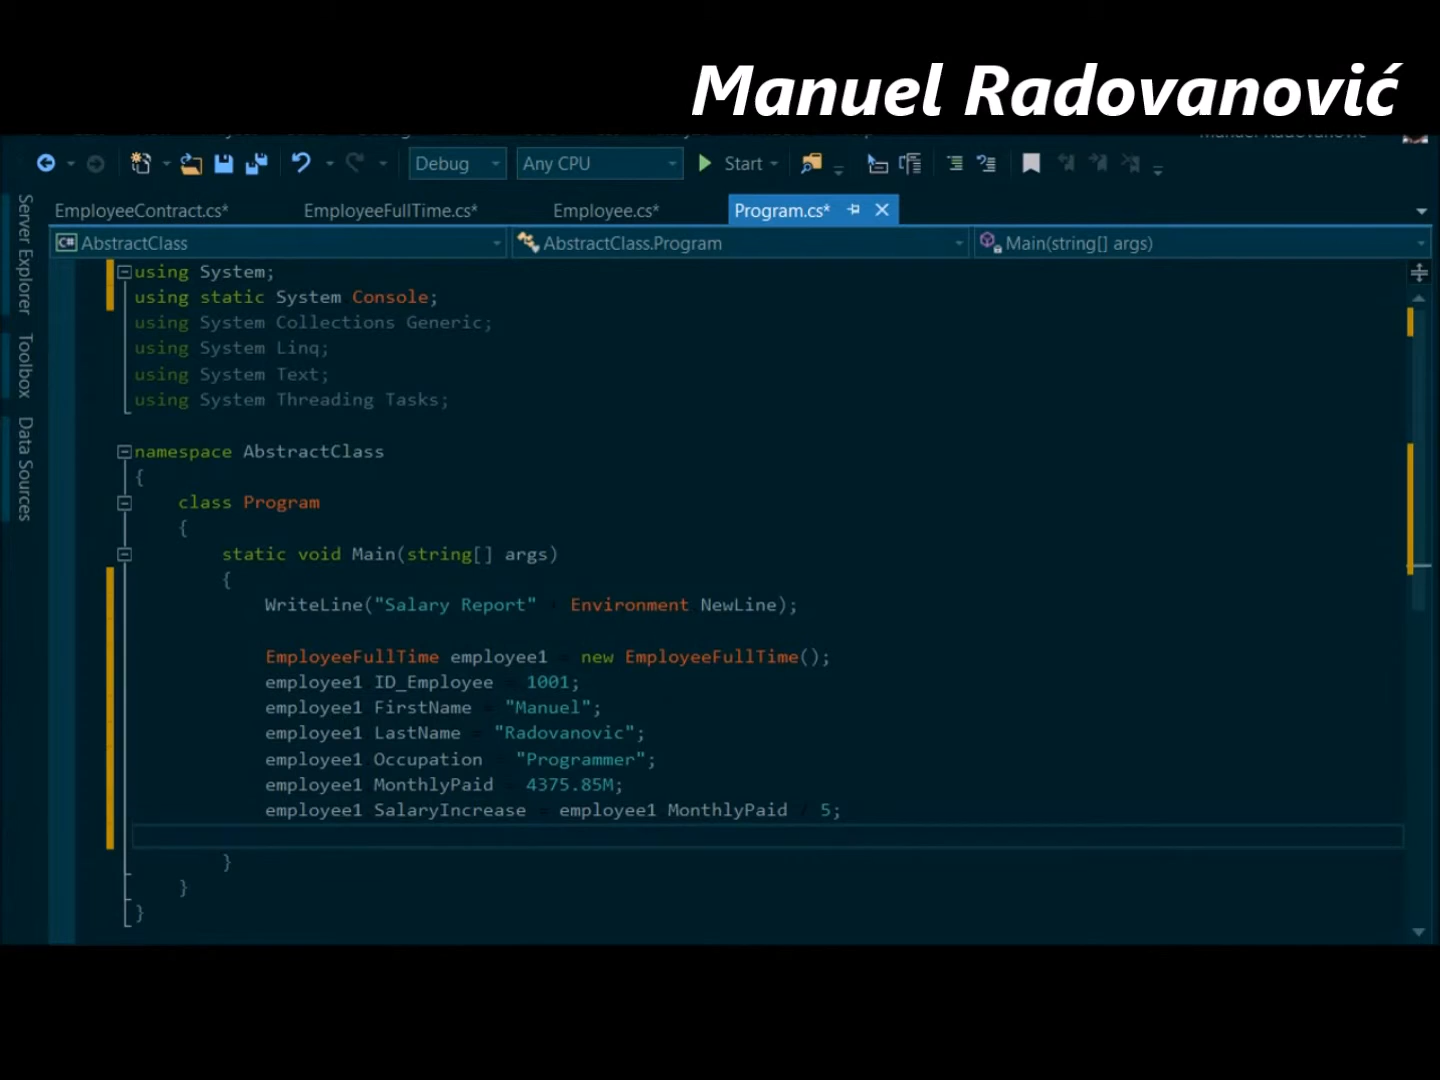 Manuel Radovanović
Debug Any CPU Start
EmployeeContract.cs* EmployeeFullTime.cs* Employee.cs* Program.cs*
AbstractClass AbstractClass.Program Main(string[] args)
Server Explorer
Toolbox
Data Sources
using System;
using static System Console;
using System Collections Generic;
using System Linq;
using System Text;
using System Threading Tasks;
namespace AbstractClass
{
class Program
{
static void Main(string[] args)
{
WriteLine("Salary Report" + Environment NewLine);
EmployeeFullTime employee1 = new EmployeeFullTime();
employee1 ID_Employee = 1001;
employee1 FirstName = "Manuel";
employee1 LastName = "Radovanovic";
employee1 Occupation = "Programmer";
employee1 MonthlyPaid = 4375.85M;
employee1 SalaryIncrease = employee1 MonthlyPaid / 5;
}
}
}